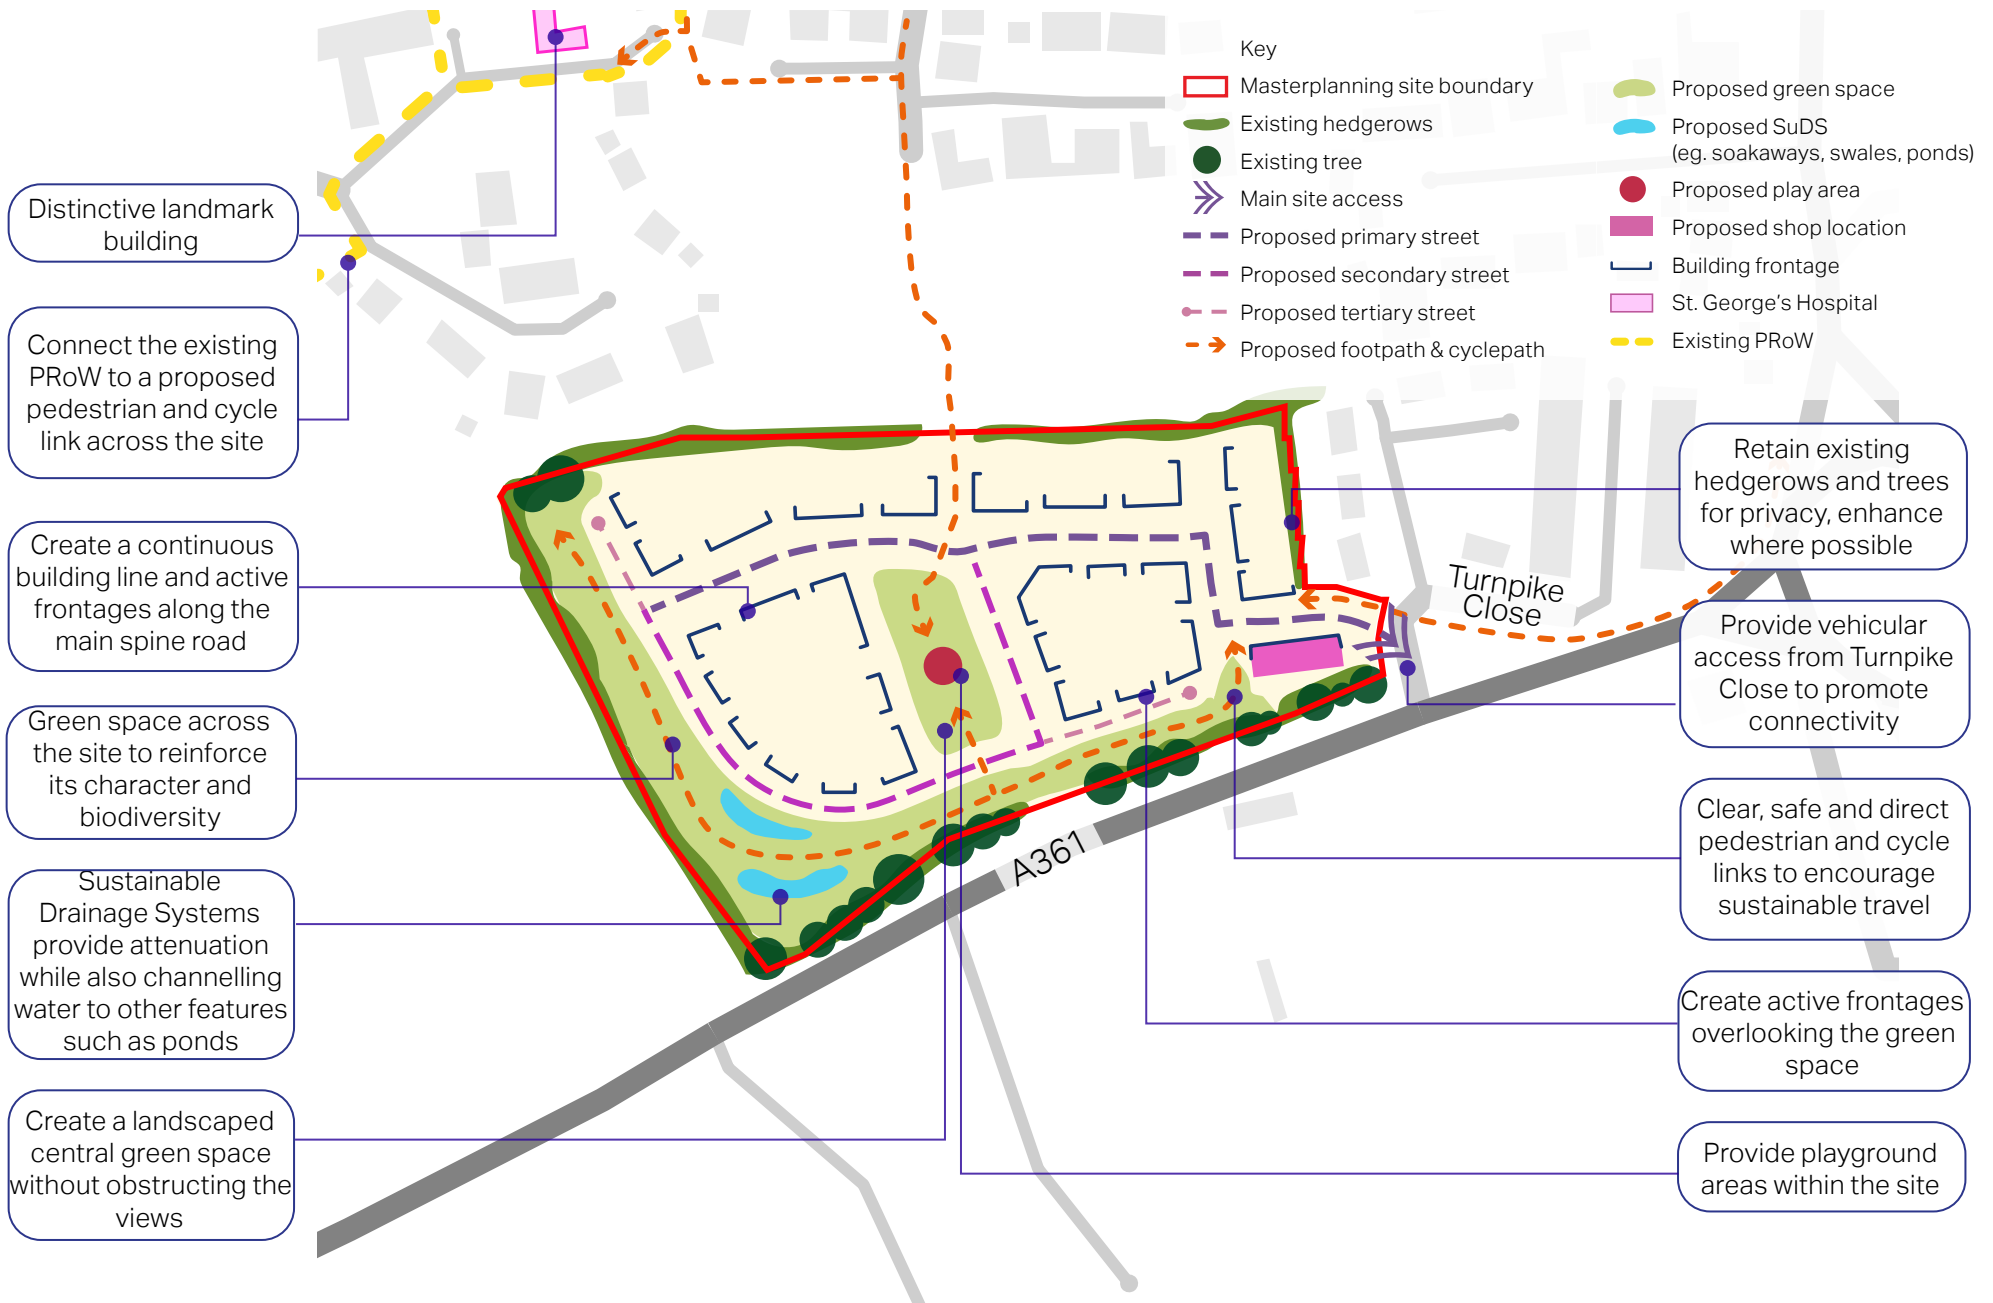 Key
Masterplanning site boundary
Existing hedgerows
Existing tree
Main site access
Proposed primary street
Proposed secondary street
Proposed tertiary street
Proposed footpath & cyclepath
Proposed green space
Proposed SuDS
(eg. soakaways, swales, ponds)
Proposed play area
Proposed shop location
Building frontage
St. George's Hospital
Existing PRoW
Distinctive landmark
building
Connect the existing
PRoW to a proposed
pedestrian and cycle
link across the site
Create a continuous
building line and active
frontages along the
main spine road
Green space across
the site to reinforce
its character and
biodiversity
Sustainable
Drainage Systems
provide attenuation
while also channelling
water to other features
such as ponds
Create a landscaped
central green space
without obstructing the
views
Turnpike
Close
A361
Retain existing
hedgerows and trees
for privacy, enhance
where possible
Provide vehicular
access from Turnpike
Close to promote
connectivity
Clear, safe and direct
pedestrian and cycle
links to encourage
sustainable travel
Create active frontages
overlooking the green
space
Provide playground
areas within the site